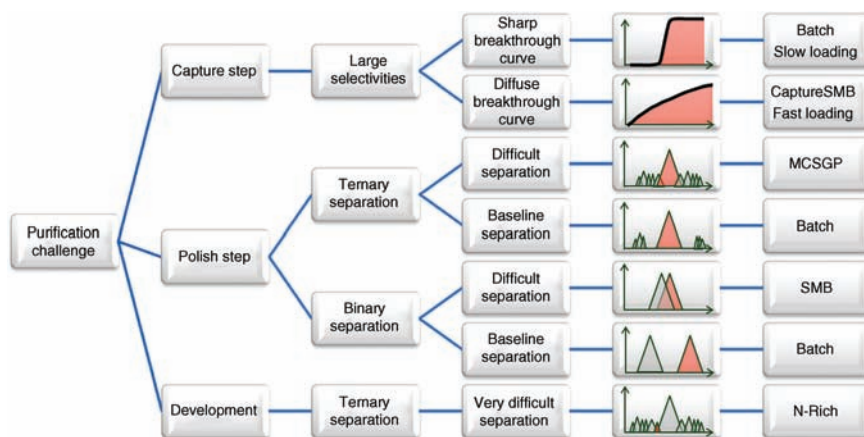 Purification
challenge
Capture step
Large
selectivities
Sharp
breakthrough
curve
Batch
Slow loading
Diffuse
breakthrough
curve
CaptureSMB
Fast loading
Polish step
Ternary
separation
Difficult
separation
MCSGP
Baseline
separation
Batch
Binary
separation
Difficult
separation
SMB
Baseline
separation
Batch
Development
Ternary
separation
Very difficult
separation
N-Rich